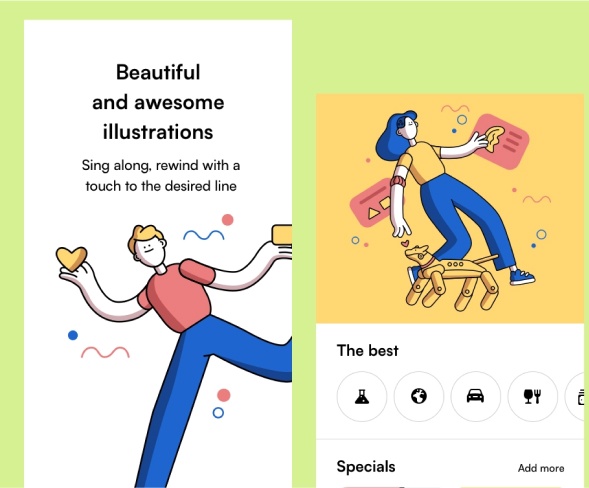 Beautiful
and awesome
illustrations
Sing along, rewind with a
touch to the desired line
The best
Specials
Add more